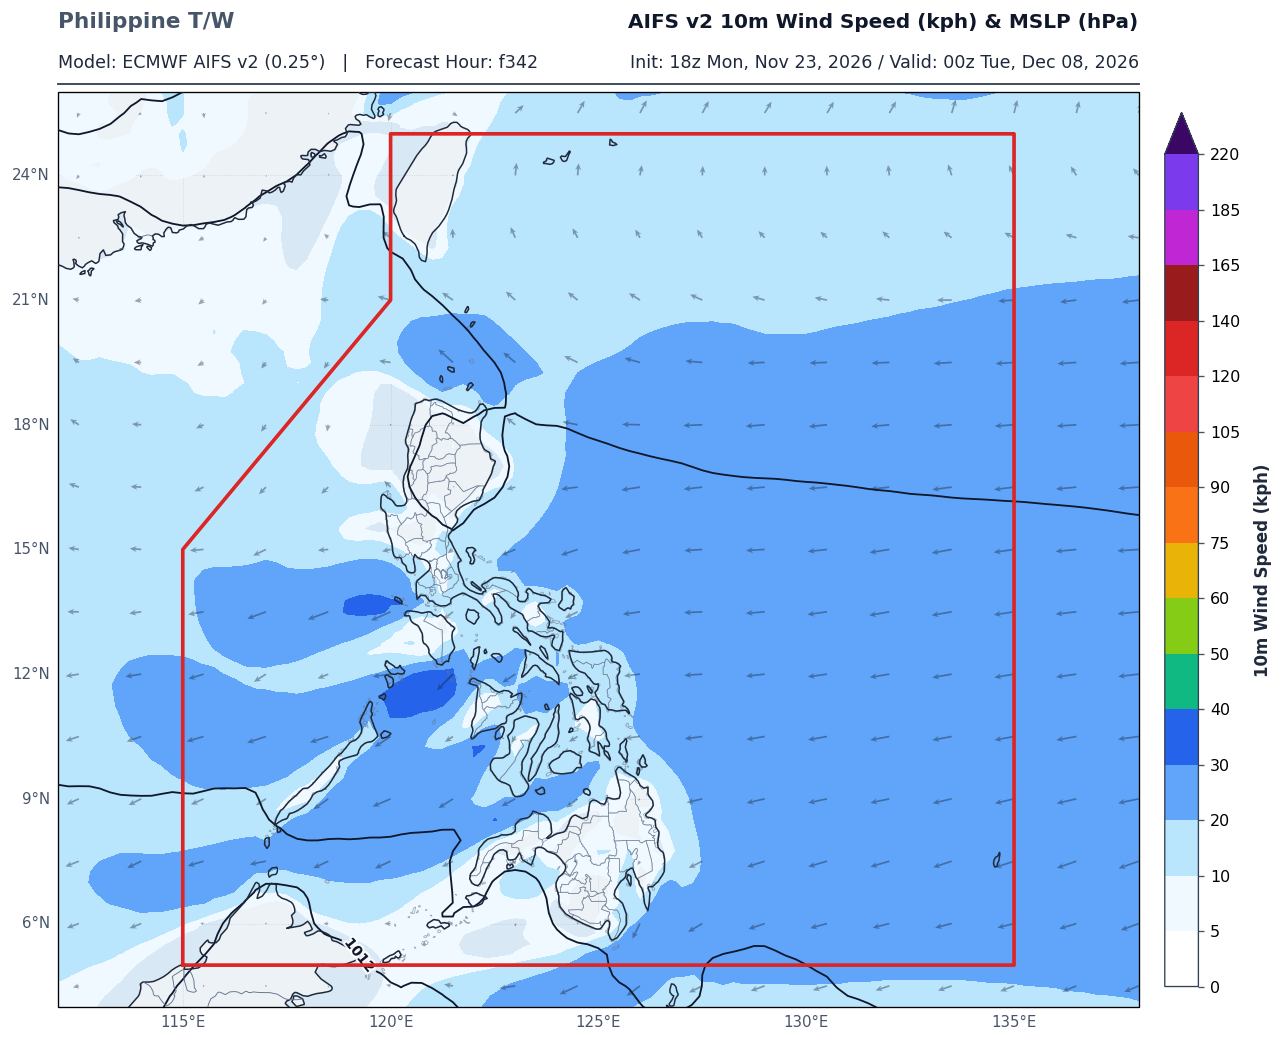 Philippine T/W
AIFS v2 10m Wind Speed (kph) & MSLP (hPa)
Model: ECMWF AIFS v2 (0.25°) | Forecast Hour: f342
Init: 18z Mon, Nov 23, 2026 / Valid: 00z Tue, Dec 08, 2026
24°N
21°N
18°N
15°N
12°N
9°N
6°N
1012
115°E
120°E
125°E
130°E
135°E
220
185
165
140
120
105
90
75
60
50
40
30
20
10
5
0
10m Wind Speed (kph)